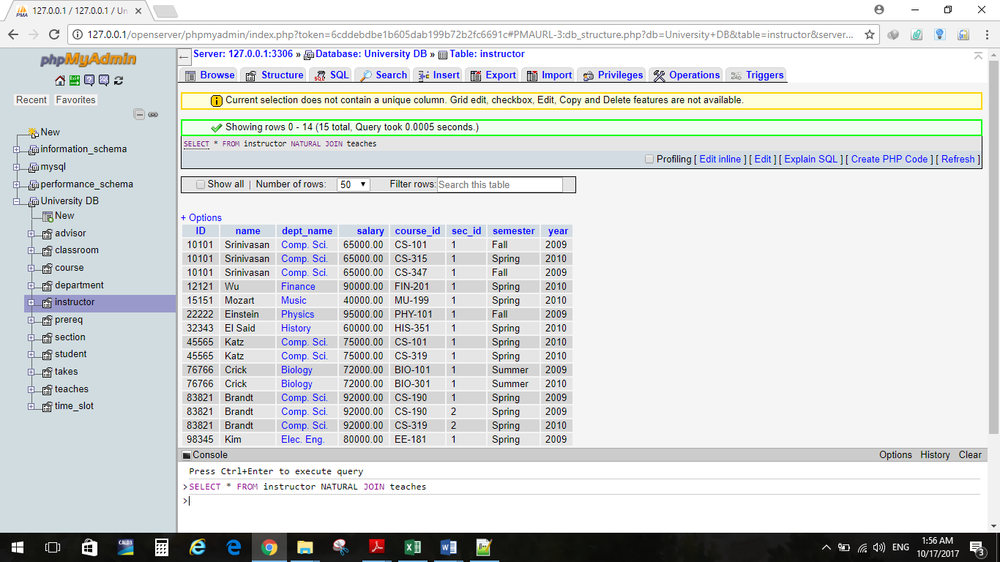 PMA 127.0.0.1 / 127.0.0.1 / Un
127.0.0.1/openserver/phpmyadmin/index.php?token=6cddebdbe1b605dab199b72b2fc6691c#PMAURL-3:db_structure.php?db=University+DB&table=instructor&server...
phpMyAdmin
Recent Favorites
New
information_schema
mysql
performance_schema
University DB
New
advisor
classroom
course
department
instructor
prereq
section
student
takes
teaches
time_slot
Server: 127.0.0.1:3306 » Database: University DB » Table: instructor
Browse Structure SQL Search Insert Export Import Privileges Operations Triggers
Current selection does not contain a unique column. Grid edit, checkbox, Edit, Copy and Delete features are not available.
Showing rows 0 - 14 (15 total, Query took 0.0005 seconds.)
SELECT * FROM instructor NATURAL JOIN teaches
Profiling [ Edit inline ] [ Edit ] [ Explain SQL ] [ Create PHP Code ] [ Refresh ]
Show all | Number of rows: 50 Filter rows: Search this table
+ Options
ID name dept_name salary course_id sec_id semester year
10101 Srinivasan Comp. Sci. 65000.00 CS-101 1 Fall 2009
10101 Srinivasan Comp. Sci. 65000.00 CS-315 1 Spring 2010
10101 Srinivasan Comp. Sci. 65000.00 CS-347 1 Fall 2009
12121 Wu Finance 90000.00 FIN-201 1 Spring 2010
15151 Mozart Music 40000.00 MU-199 1 Spring 2010
22222 Einstein Physics 95000.00 PHY-101 1 Fall 2009
32343 El Said History 60000.00 HIS-351 1 Spring 2010
45565 Katz Comp. Sci. 75000.00 CS-101 1 Spring 2010
45565 Katz Comp. Sci. 75000.00 CS-319 1 Spring 2010
76766 Crick Biology 72000.00 BIO-101 1 Summer 2009
76766 Crick Biology 72000.00 BIO-301 1 Summer 2010
83821 Brandt Comp. Sci. 92000.00 CS-190 1 Spring 2009
83821 Brandt Comp. Sci. 92000.00 CS-190 2 Spring 2009
83821 Brandt Comp. Sci. 92000.00 CS-319 2 Spring 2010
98345 Kim Elec. Eng. 80000.00 EE-181 1 Spring 2009
Console Options History Clear
Press Ctrl+Enter to execute query
>SELECT * FROM instructor NATURAL JOIN teaches
>
CALD3
ENG
1:56 AM
10/17/2017
3